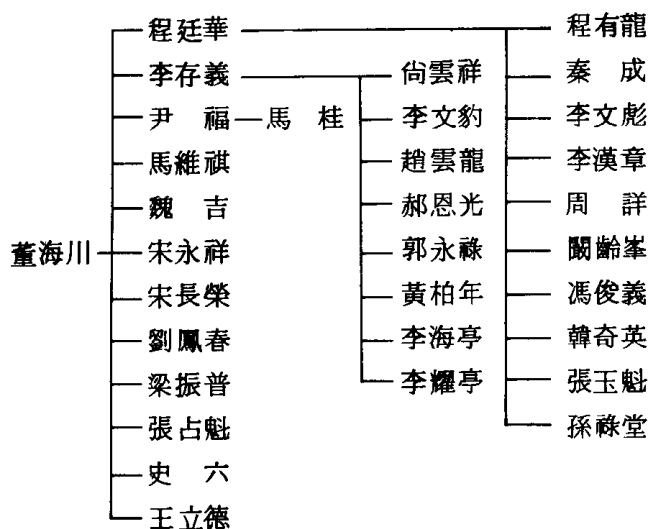 程廷華 程有龍
李存義 尙雲祥 秦成
尹福 馬桂 李文豹 李文彪
馬維祺 趙雲龍 李漢章
魏吉 郝恩光 周詳
董海川 宋永祥 郭永祿 闞齡峯
宋長榮 黃柏年 馮俊義
劉鳳春 李海亭 韓奇英
梁振普 李耀亭 張玉魁
張占魁 孫祿堂
史六
王立德